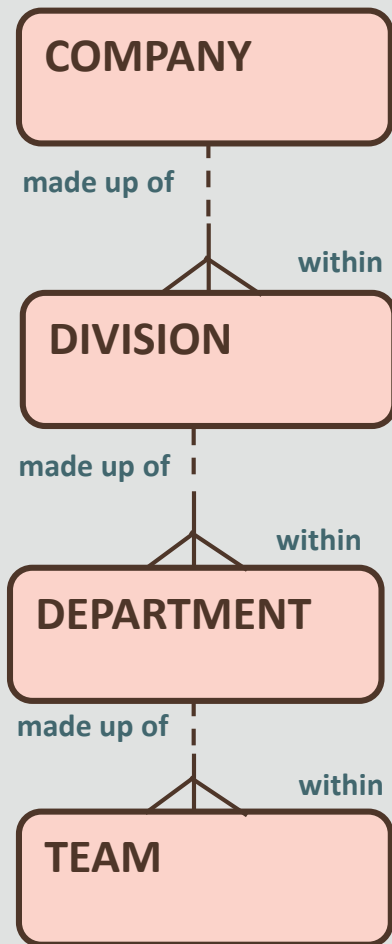 COMPANY
made up of
within
DIVISION
made up of
within
DEPARTMENT
made up of
within
TEAM